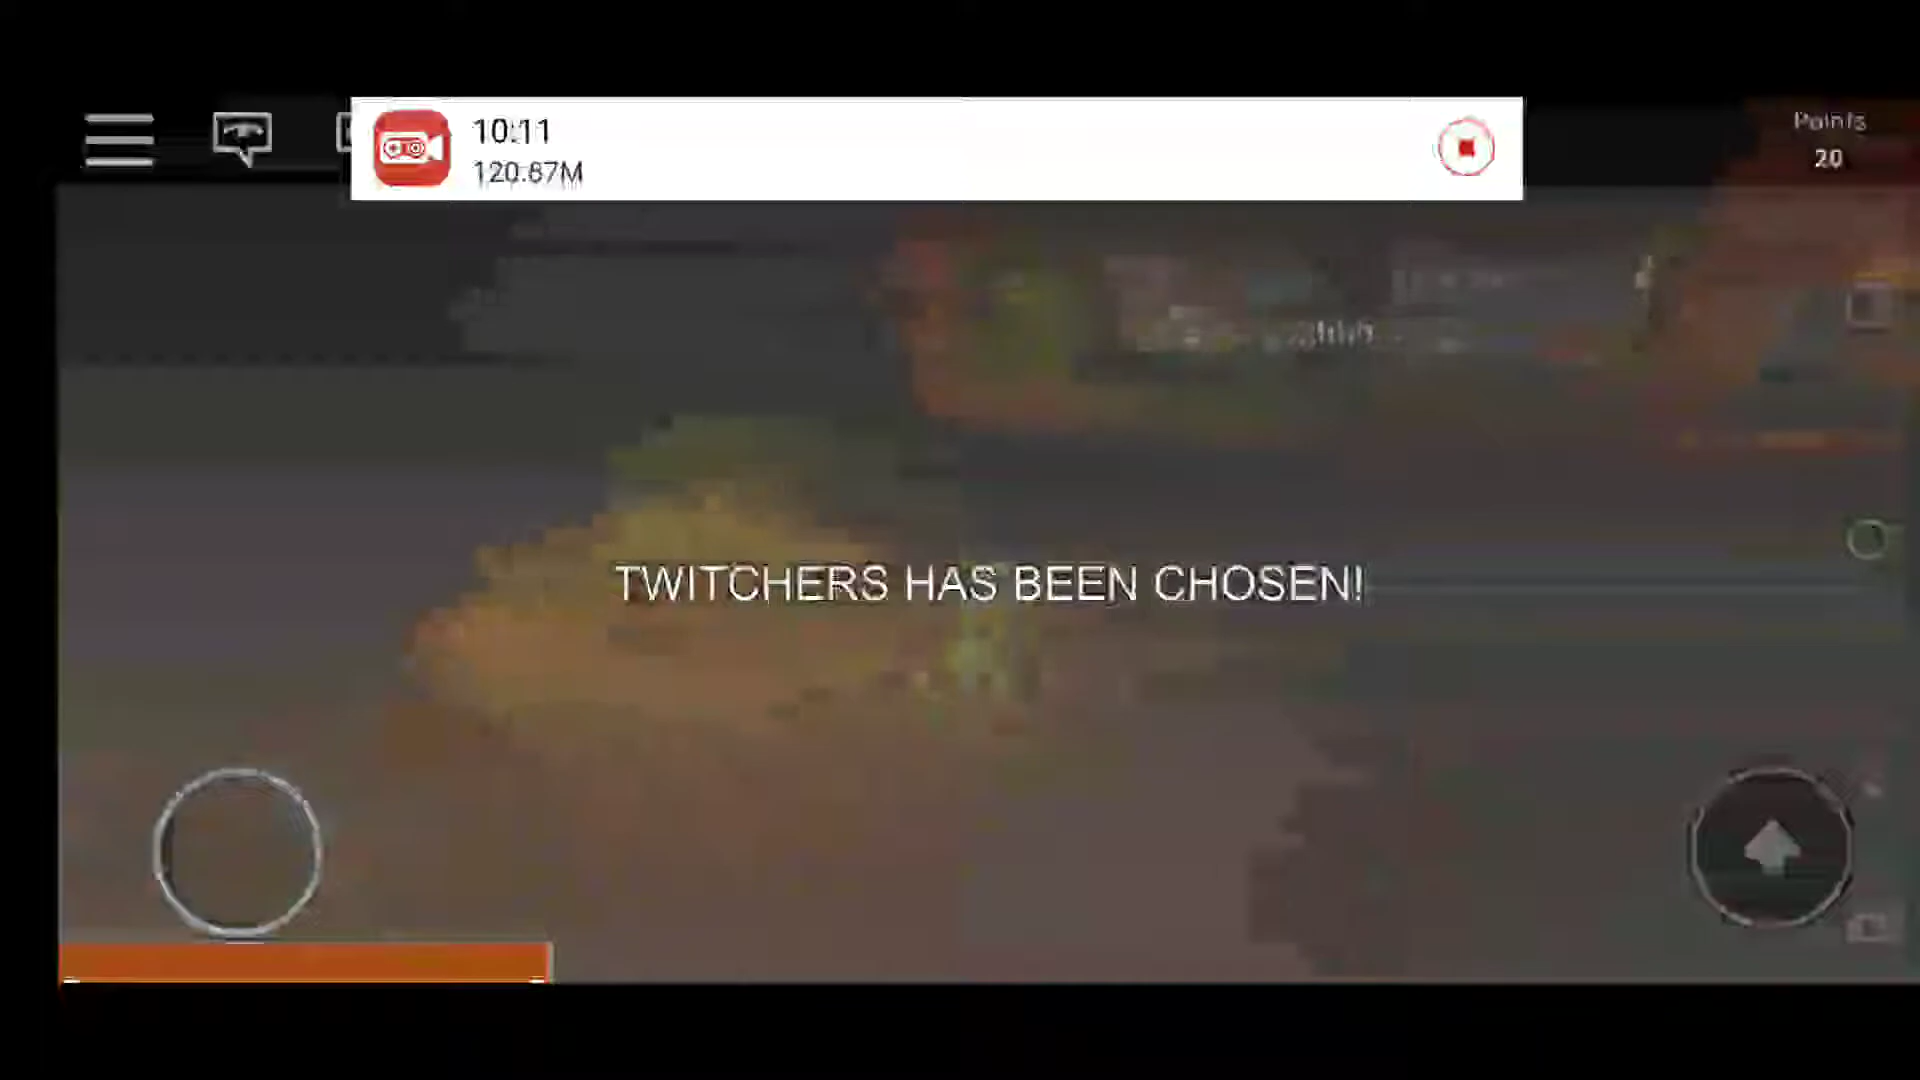 10:11
120.87M
Points
20
TWITCHERS HAS BEEN CHOSEN!